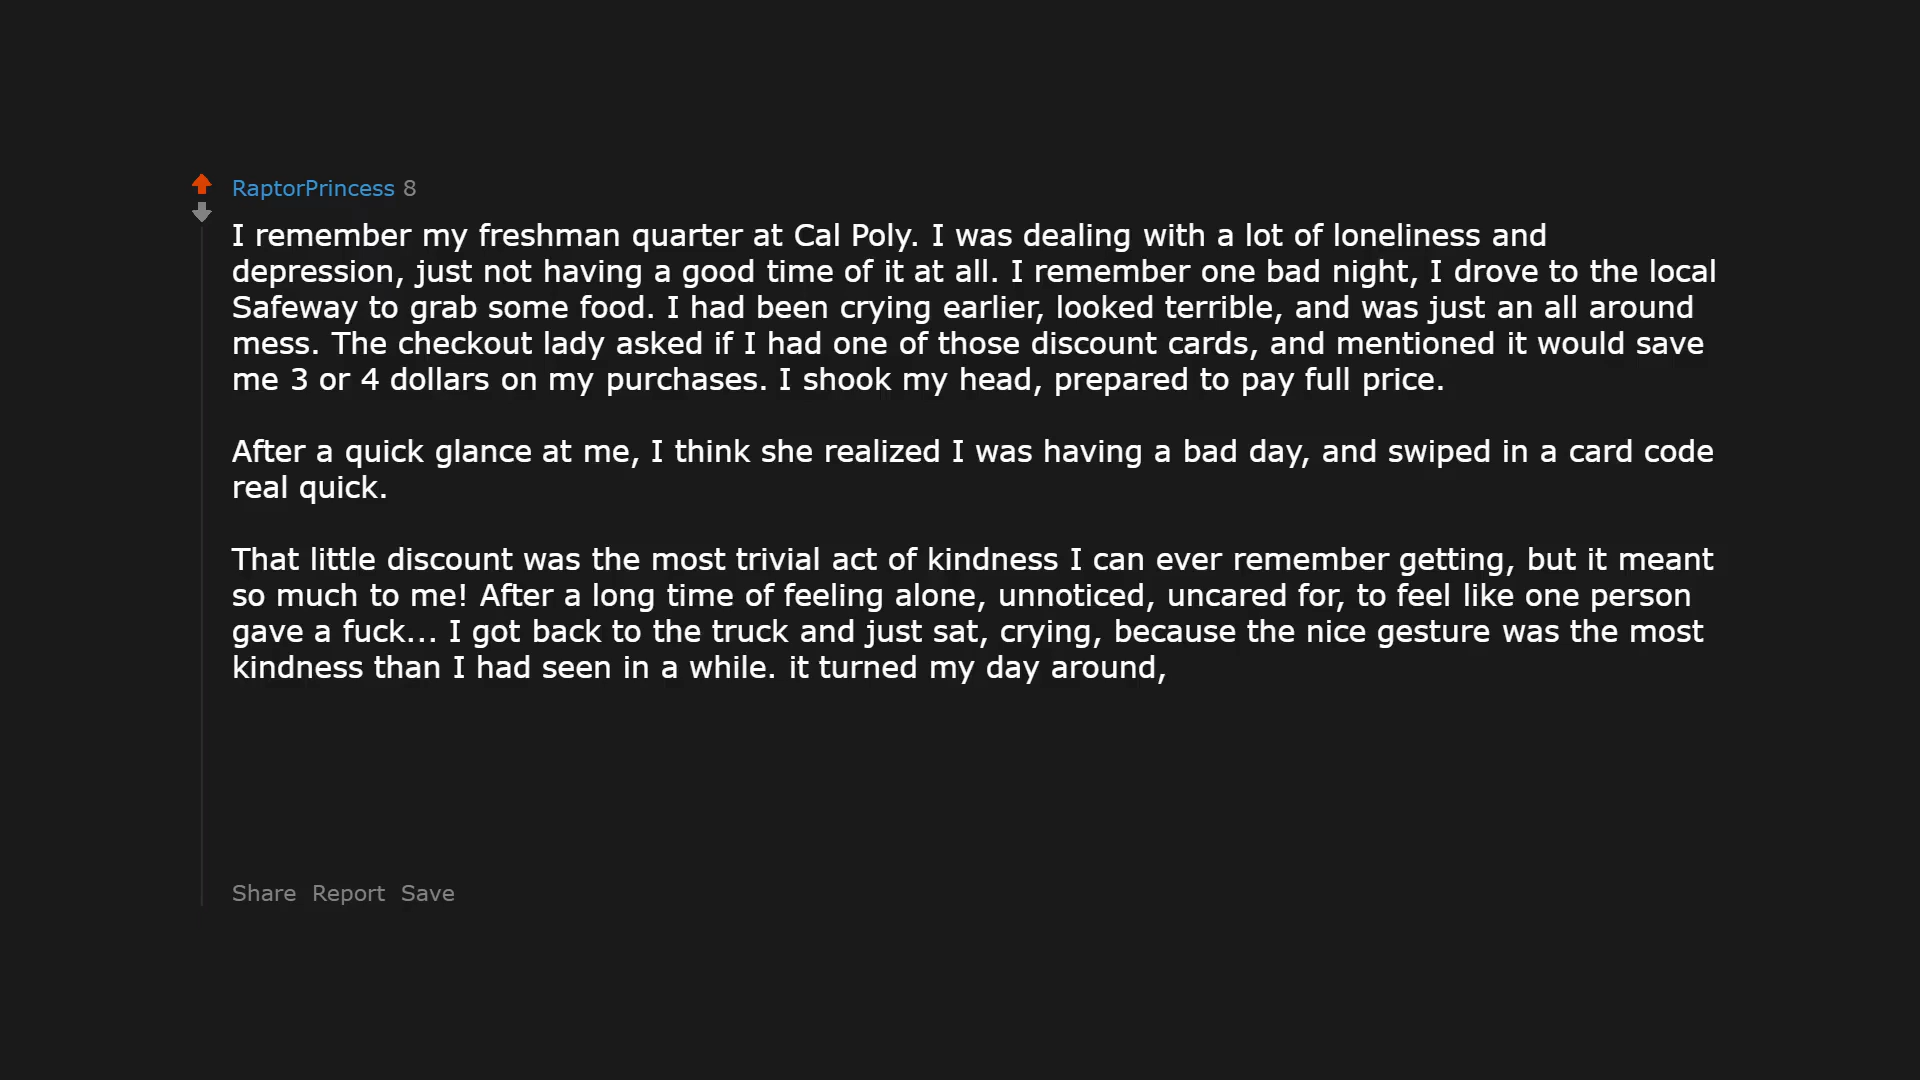 RaptorPrincess 8
I remember my freshman quarter at Cal Poly. I was dealing with a lot of loneliness and
depression, just not having a good time of it at all. I remember one bad night, I drove to the local
Safeway to grab some food. I had been crying earlier, looked terrible, and was just an all around
mess. The checkout lady asked if I had one of those discount cards, and mentioned it would save
me 3 or 4 dollars on my purchases. I shook my head, prepared to pay full price.
After a quick glance at me, I think she realized I was having a bad day, and swiped in a card code
real quick.
That little discount was the most trivial act of kindness I can ever remember getting, but it meant
so much to me! After a long time of feeling alone, unnoticed, uncared for, to feel like one person
gave a fuck... I got back to the truck and just sat, crying, because the nice gesture was the most
kindness than I had seen in a while. it turned my day around,
Share Report Save